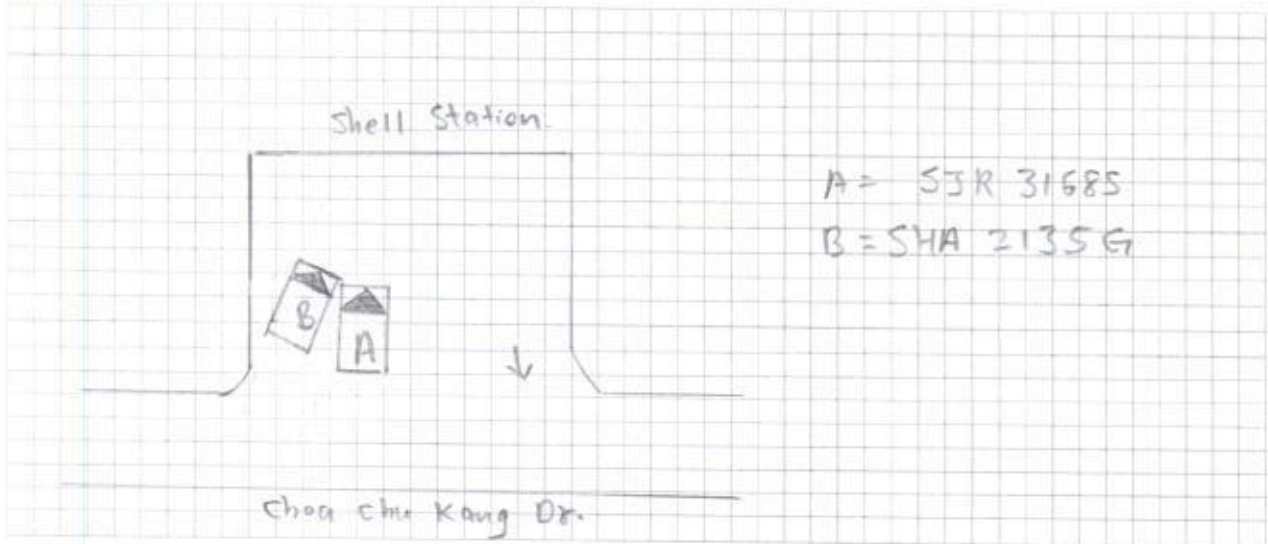 Shell Station
A = SJR 3168S
B = SHA 2135G
B
A
Choa Chu Kang Dr.